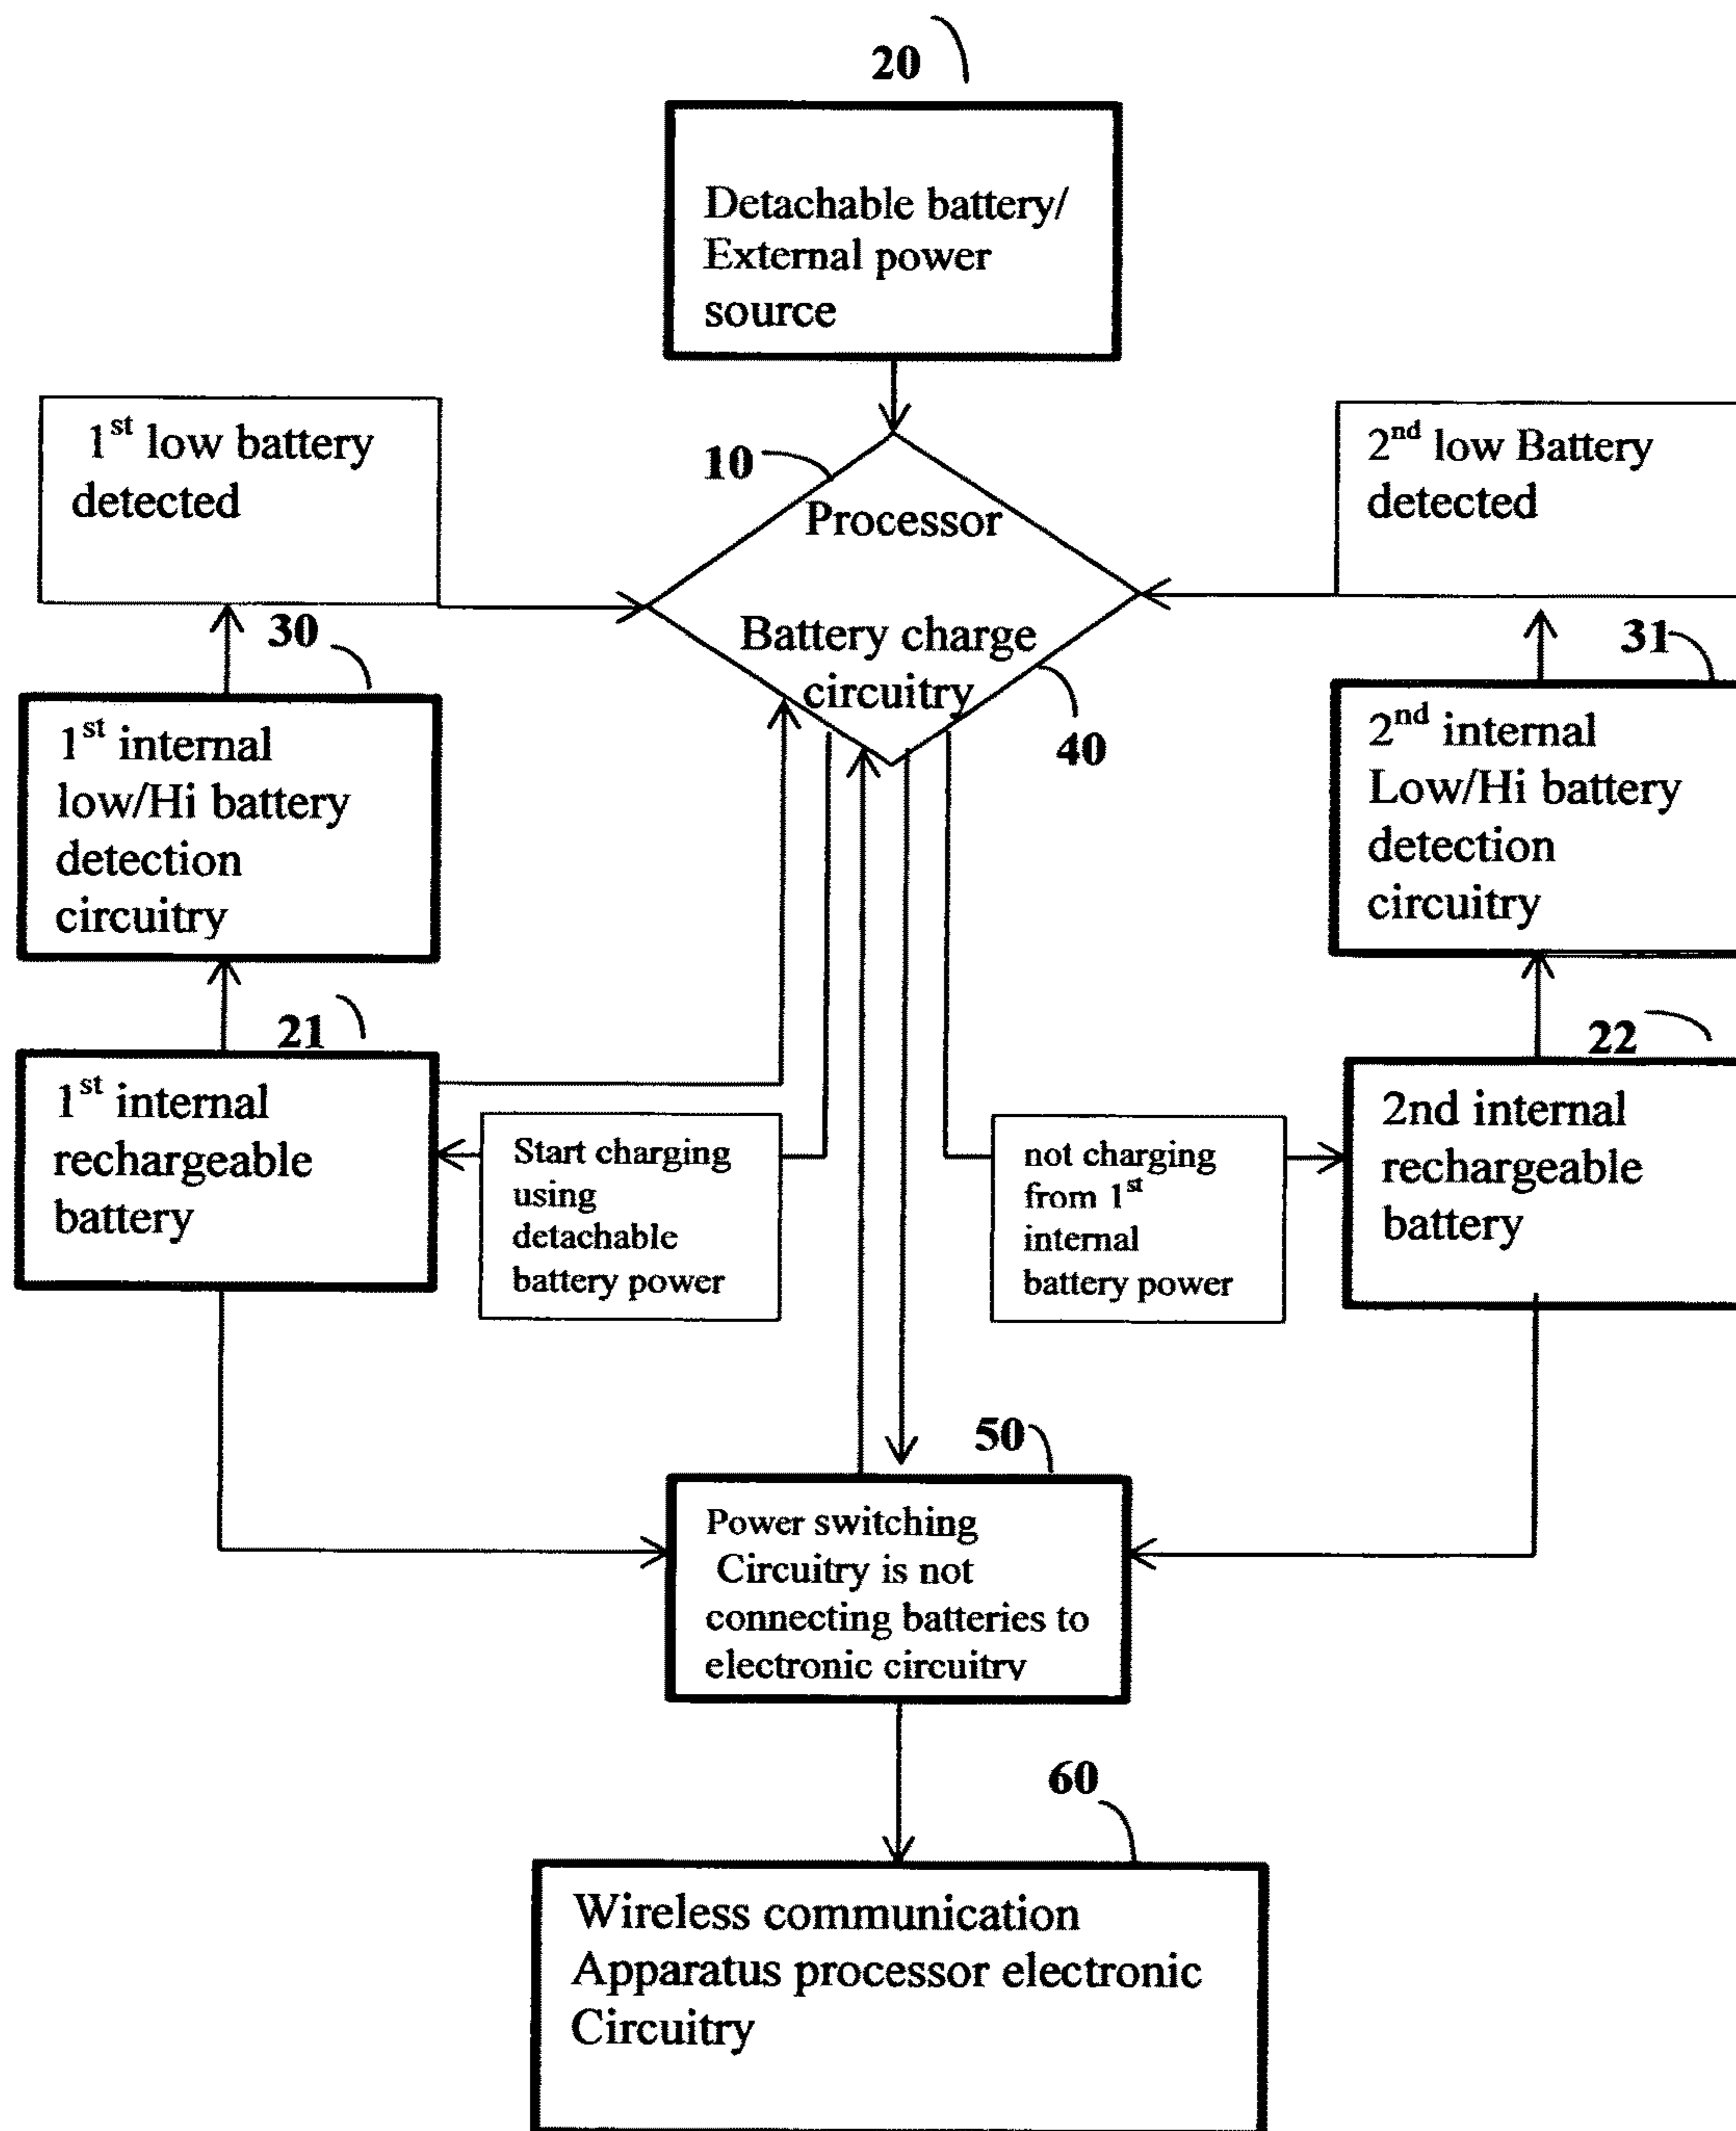 20
Detachable battery/
External power
source
1st low battery
detected
10
Processor
Battery charge
circuitry
40
2nd low Battery
detected
30
1st internal
low/Hi battery
detection
circuitry
31
2nd internal
Low/Hi battery
detection
circuitry
21
1st internal
rechargeable
battery
Start charging
using
detachable
battery power
not charging
from 1st
internal
battery power
22
2nd internal
rechargeable
battery
50
Power switching
Circuitry is not
connecting batteries to
electronic circuitry
60
Wireless communication
Apparatus processor electronic
Circuitry